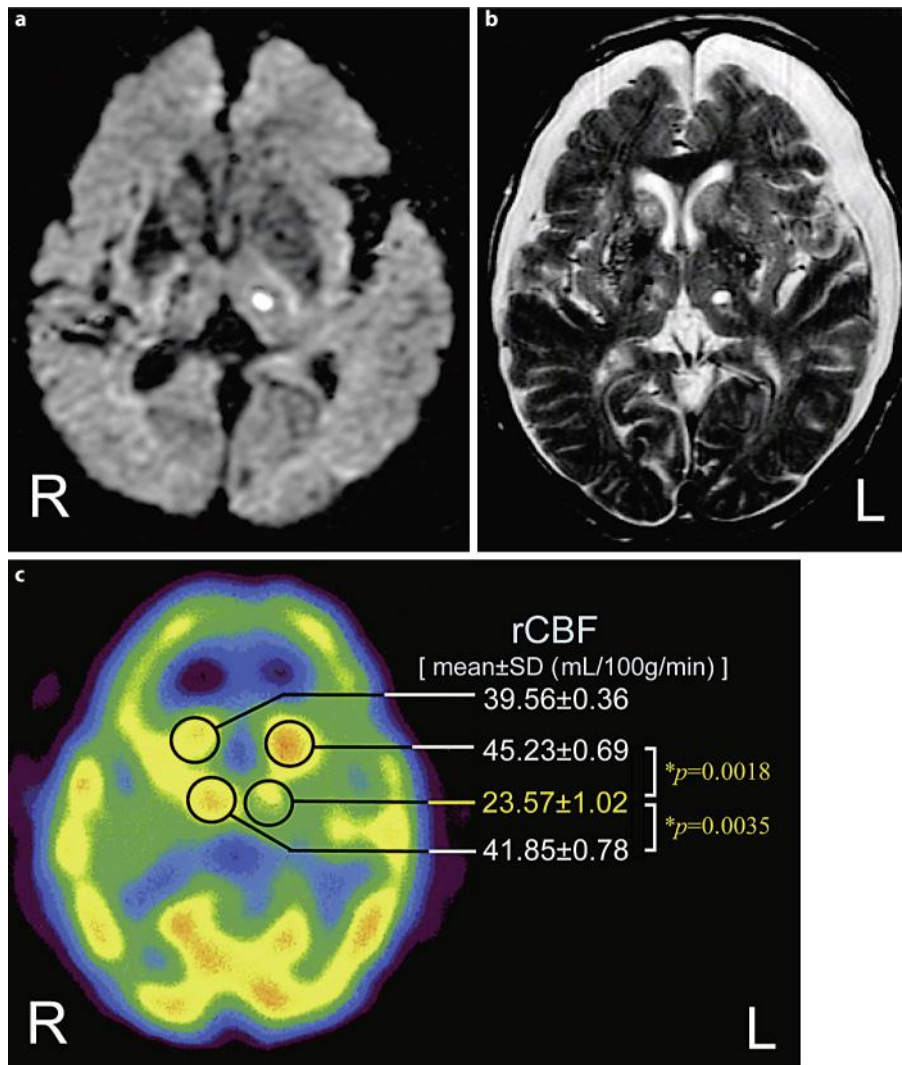 a
b
R
L
c
rCBF
[ mean±SD (mL/100g/min) ]
39.56±0.36
45.23±0.69
*p=0.0018
23.57±1.02
*p=0.0035
41.85±0.78
R
L